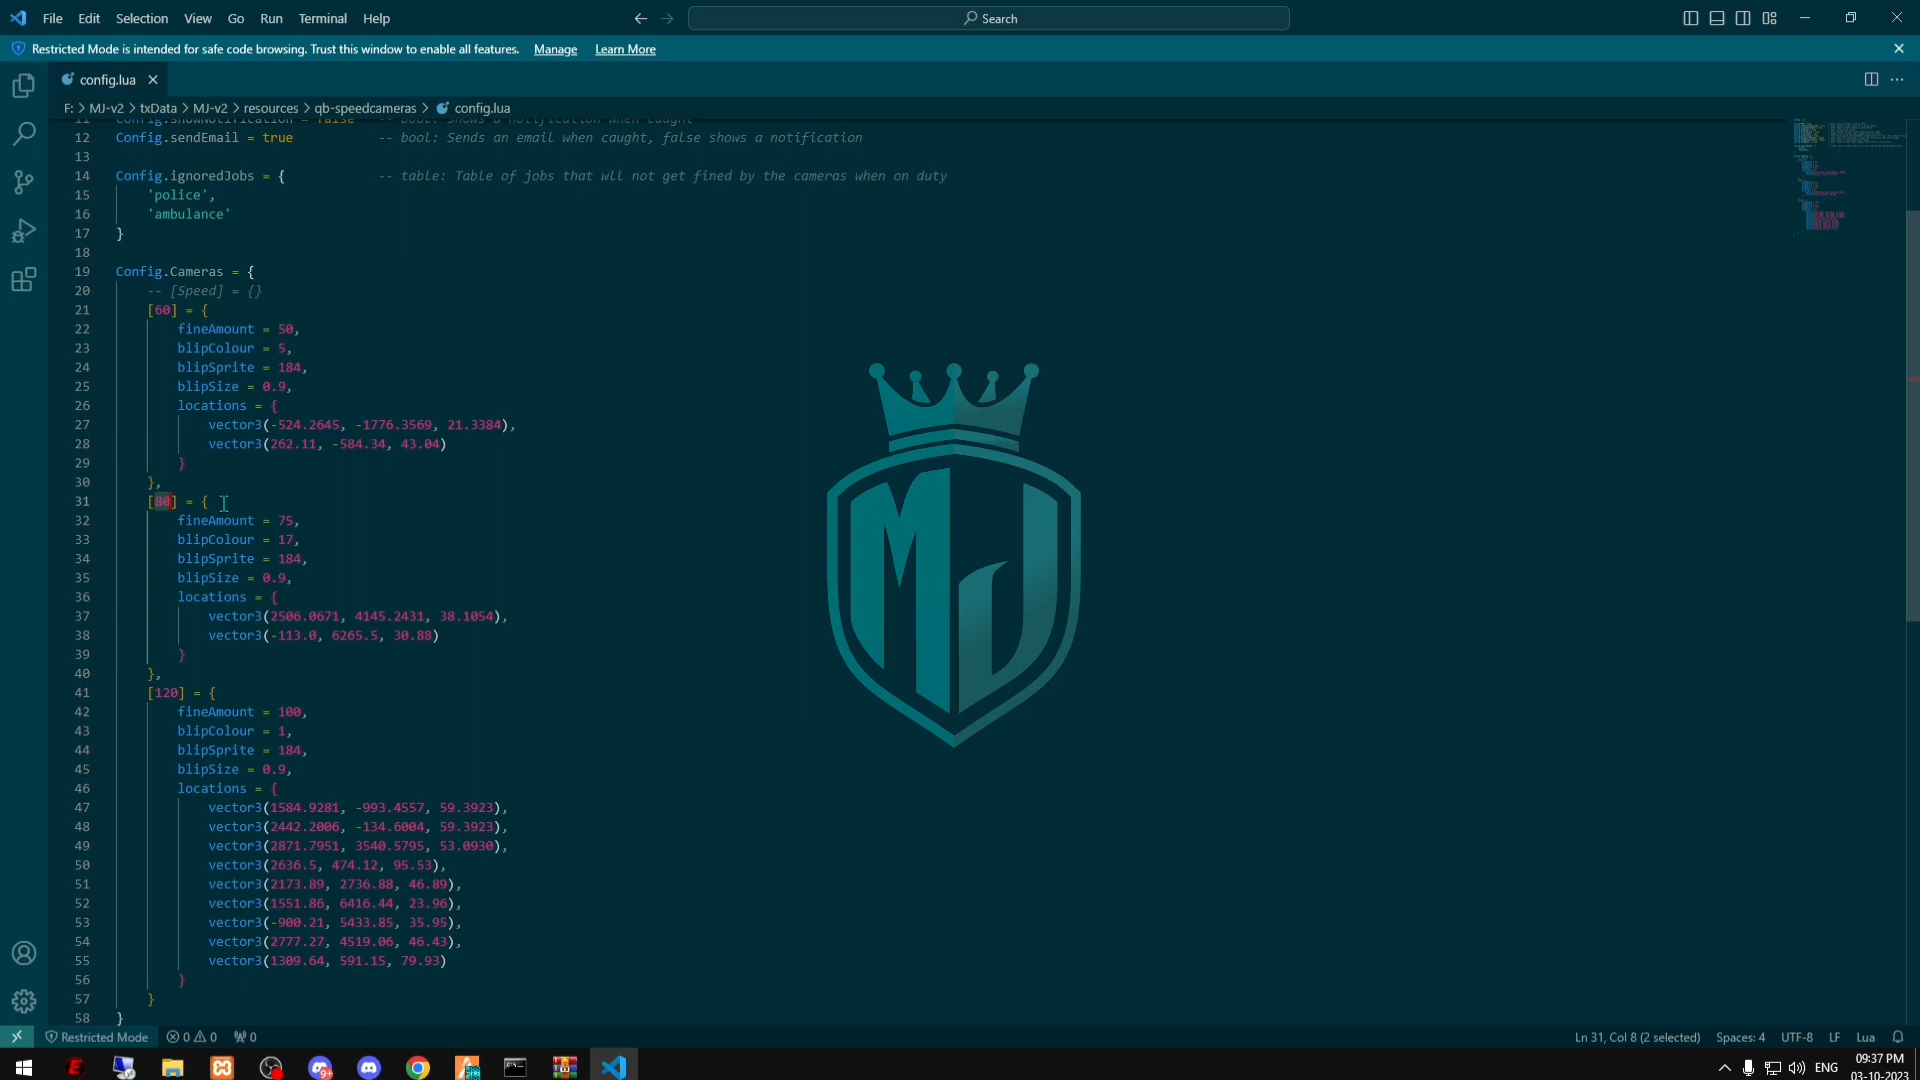 File Edit Selection View Go Run Terminal Help
Search
Restricted Mode is intended for safe code browsing. Trust this window to enable all features. Manage Learn More
config.lua
F: > MJ-v2 > txData > MJ-v2 > resources > qb-speedcameras > config.lua
11 Config.showNotification = false -- bool: Shows a notification when caught
12 Config.sendEmail = true -- bool: Sends an email when caught, false shows a notification
13
14 Config.ignoredJobs = { -- table: Table of jobs that wll not get fined by the cameras when on duty
15 'police',
16 'ambulance'
17 }
18
19 Config.Cameras = {
20 -- [Speed] = {}
21 [60] = {
22 fineAmount = 50,
23 blipColour = 5,
24 blipSprite = 184,
25 blipSize = 0.9,
26 locations = {
27 vector3(-524.2645, -1776.3569, 21.3384),
28 vector3(262.11, -584.34, 43.04)
29 }
30 },
31 [80] = {
32 fineAmount = 75,
33 blipColour = 17,
34 blipSprite = 184,
35 blipSize = 0.9,
36 locations = {
37 vector3(2506.0671, 4145.2431, 38.1054),
38 vector3(-113.0, 6265.5, 30.88)
39 }
40 },
41 [120] = {
42 fineAmount = 100,
43 blipColour = 1,
44 blipSprite = 184,
45 blipSize = 0.9,
46 locations = {
47 vector3(1584.9281, -993.4557, 59.3923),
48 vector3(2442.2006, -134.6004, 59.3923),
49 vector3(2871.7951, 3540.5795, 53.0930),
50 vector3(2636.5, 474.12, 95.53),
51 vector3(2173.89, 2736.88, 46.89),
52 vector3(1551.86, 6416.44, 23.96),
53 vector3(-900.21, 5433.85, 35.95),
54 vector3(2777.27, 4519.06, 46.43),
55 vector3(1309.64, 591.15, 79.93)
56 }
57 }
58 }
MJ
Restricted Mode 0 0 0
Ln 31, Col 8 (2 selected) Spaces: 4 UTF-8 LF Lua
9+
ENG
09:37 PM
03-10-2023